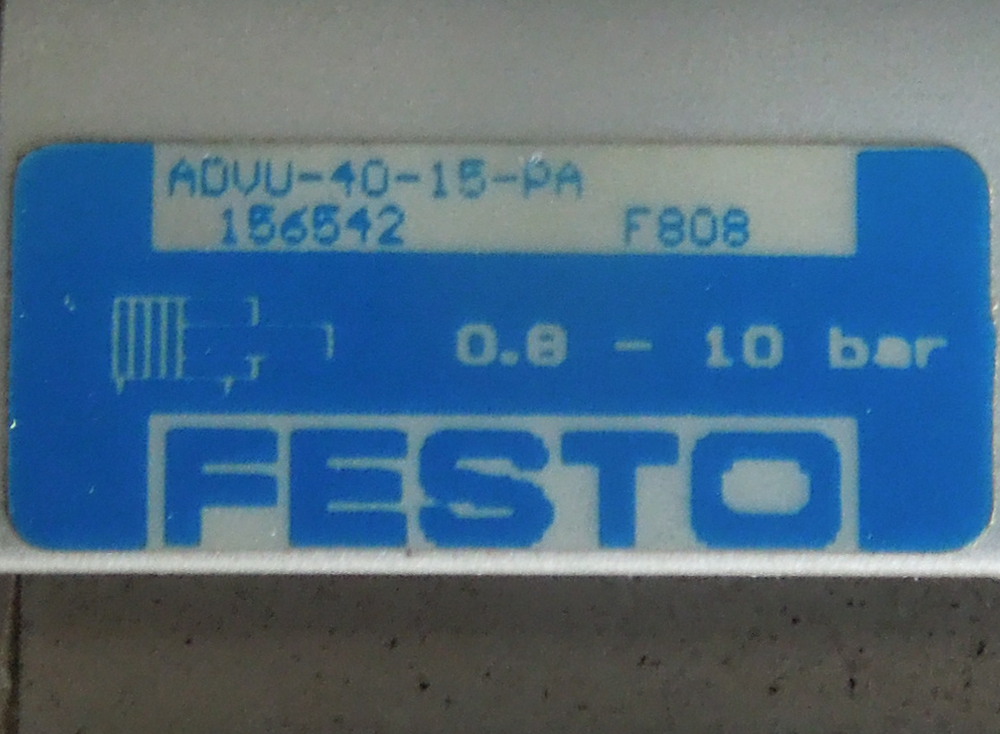 ADVU-40-15-PA
156542 F808
0.8 - 10 bar
FESTO